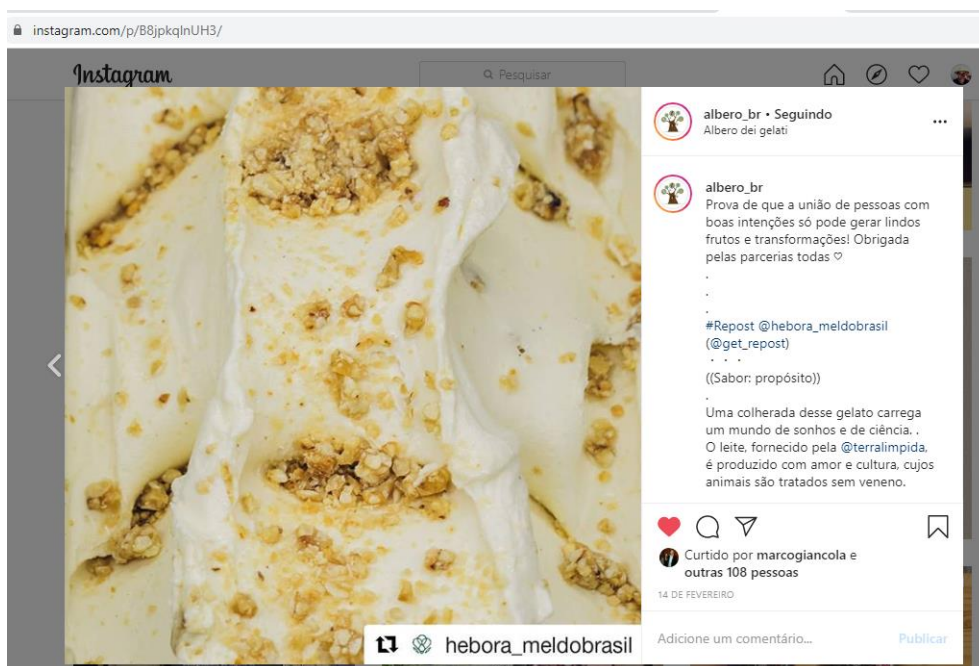 instagram.com/p/B8jpkqlnUH3/
Instagram
Pesquisar
albero_br • Seguindo
Albero dei gelati
...
albero_br
Prova de que a união de pessoas com
boas intenções só pode gerar lindos
frutos e transformações! Obrigada
pelas parcerias todas ♡
.
.
.
#Repost @hebora_meldobrasil
(@get_repost)
・・・
((Sabor: propósito))
.
Uma colherada desse gelato carrega
um mundo de sonhos e de ciência. .
O leite, fornecido pela @terralimpida,
é produzido com amor e cultura, cujos
animais são tratados sem veneno.
Curtido por marcogiancola e
outras 108 pessoas
14 DE FEVEREIRO
Adicione um comentário... Publicar
hebora_meldobrasil